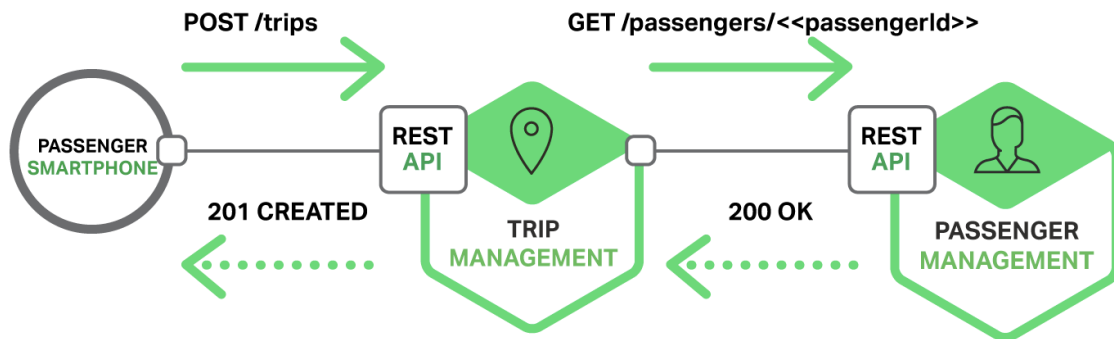 POST /trips
GET /passengers/<<passengerId>>
PASSENGER
SMARTPHONE
REST
API
REST
API
201 CREATED
TRIP
MANAGEMENT
200 OK
PASSENGER
MANAGEMENT